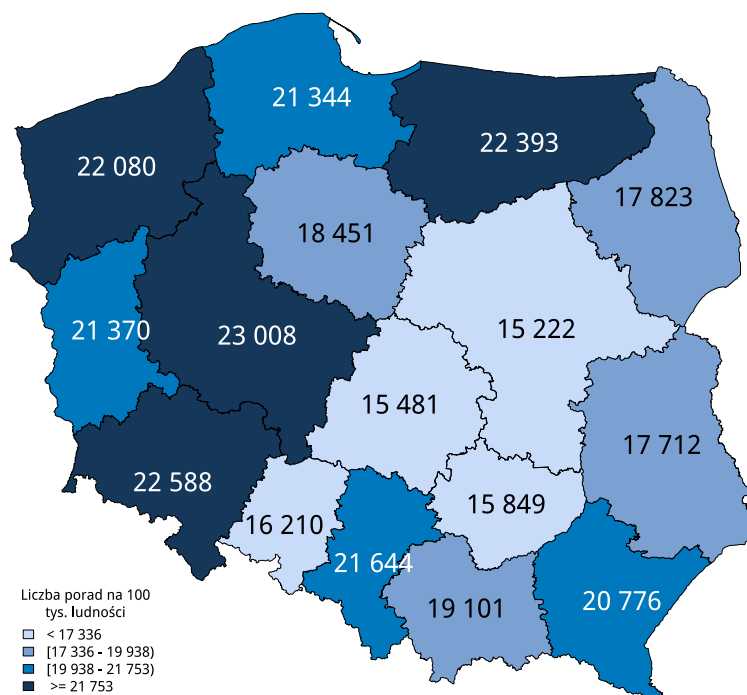 21 344
22 393
22 080
17 823
18 451
21 370
23 008
15 222
15 481
17 712
22 588
15 849
16 210
21 644
20 776
19 101
Liczba porad na 100
tys. ludności
< 17 336
[17 336 - 19 938)
[19 938 - 21 753)
>= 21 753